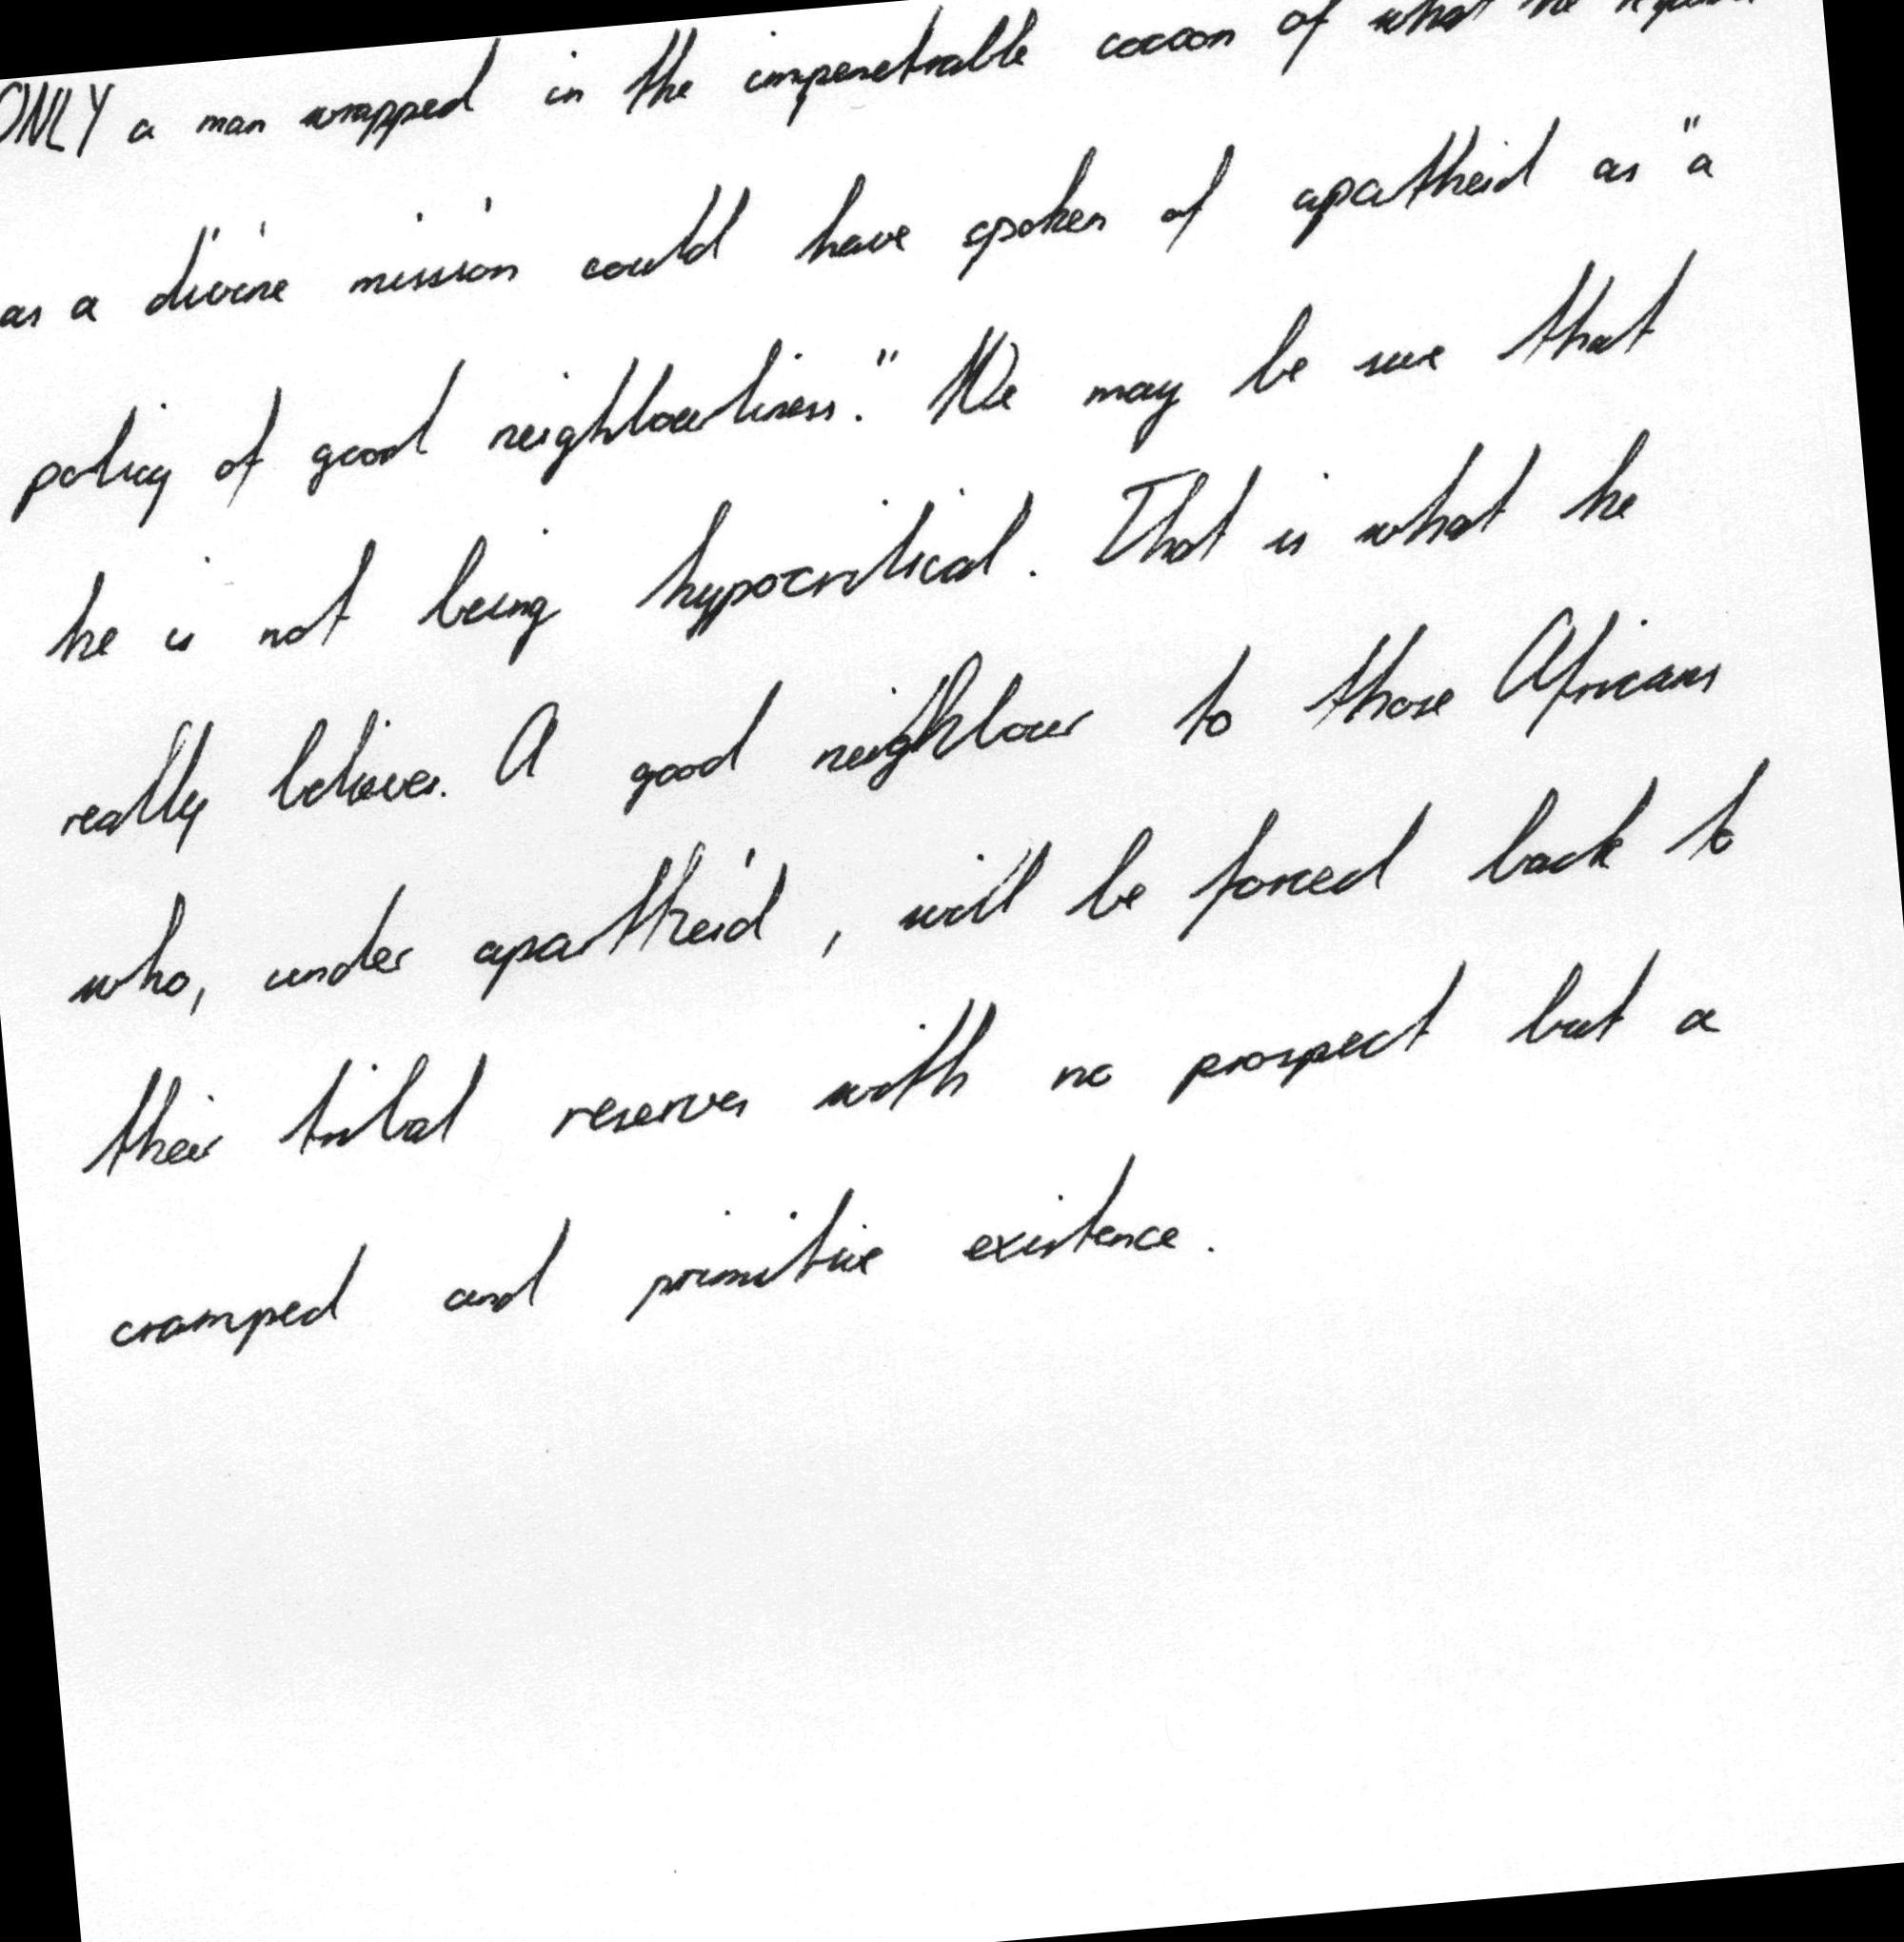 ONLY a man wrapped in the impenetrable cocoon of what he
as a divine mission could have spoken of apatheid as "a
policy of good neighbourliness." We may be sure that
he is not being hypocritical. That is what he
really believes. A good neighbour to those Africans
who, under apartheid, will be forced back to
their tribal reserves with no prospect but a
cramped and primitive existence.